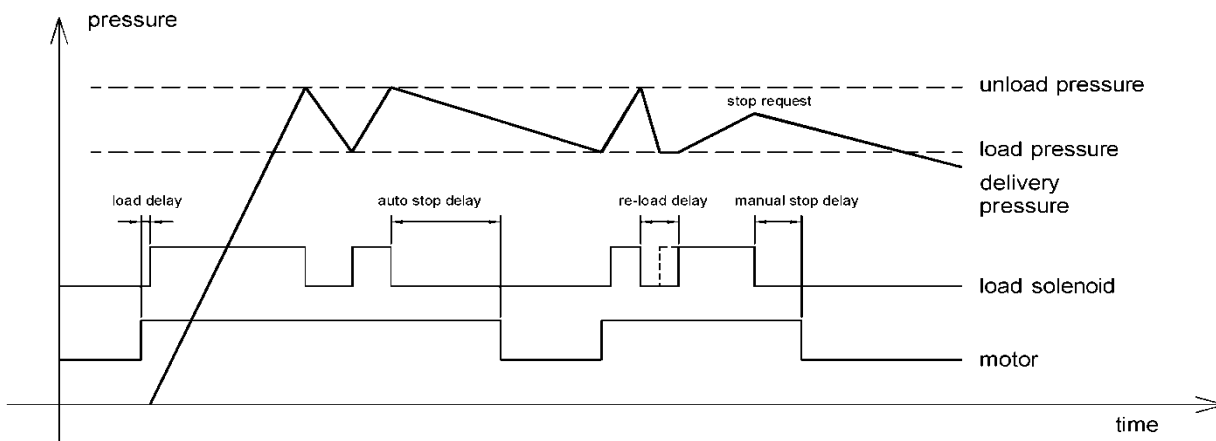 pressure
unload pressure
stop request
load pressure
delivery
pressure
load delay
auto stop delay
re-load delay
manual stop delay
load solenoid
motor
time